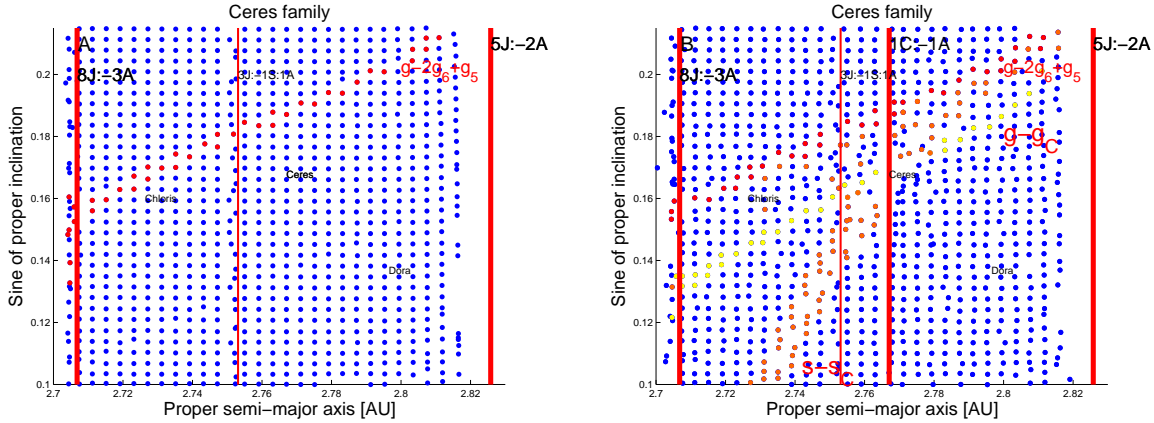 Ceres family
A
5J:−2A
8J:−3A
3J:−1S:1A
g−2g6+g5
Ceres
Chloris
Dora
Sine of proper inclination
0.2
0.18
0.16
0.14
0.12
0.1
2.7
2.72
2.74
2.76
2.78
2.8
2.82
Proper semi−major axis [AU]
Ceres family
B
1C:−1A
5J:−2A
8J:−3A
3J:−1S:1A
g−2g6+g5
g−gC
Ceres
Chloris
Dora
s−sC
Sine of proper inclination
0.2
0.18
0.16
0.14
0.12
0.1
2.7
2.72
2.74
2.76
2.78
2.8
2.82
Proper semi−major axis [AU]